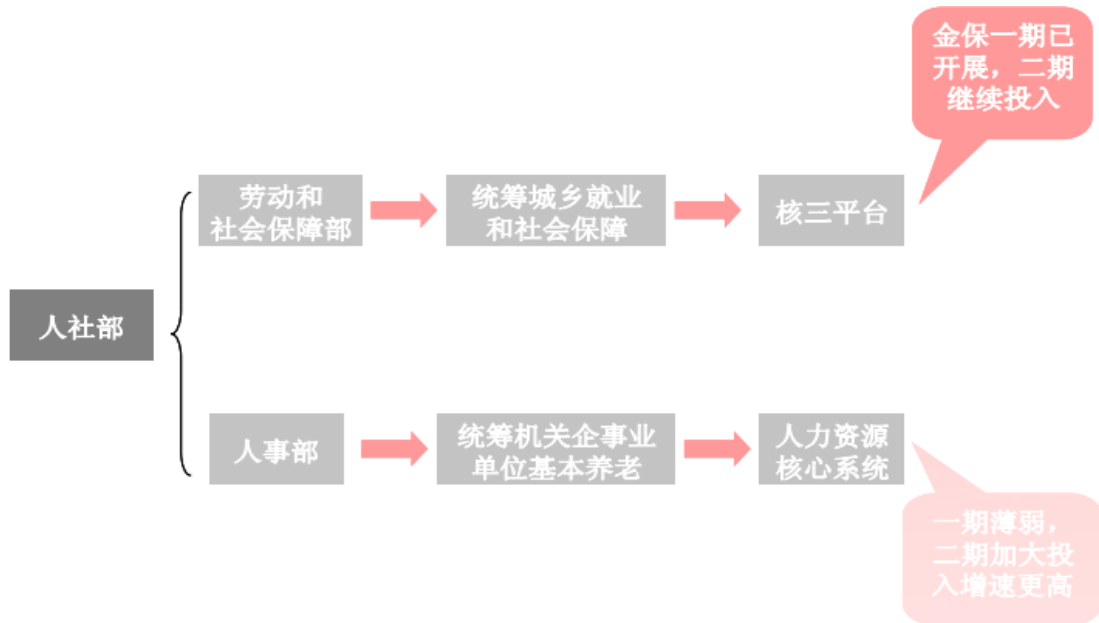 金保一期已
开展，二期
继续投入
劳动和
社会保障部
统筹城乡就业
和社会保障
核三平台
人社部
人事部
统筹机关企事业
单位基本养老
人力资源
核心系统
一期薄弱，
二期加大投
入增速更高